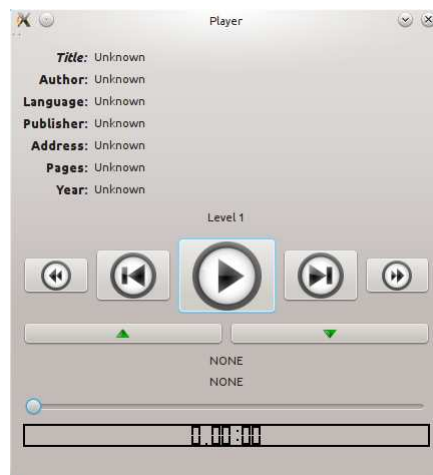 Player
Title: Unknown
Author: Unknown
Language: Unknown
Publisher: Unknown
Address: Unknown
Pages: Unknown
Year: Unknown
Level 1
NONE
NONE
0.00:00